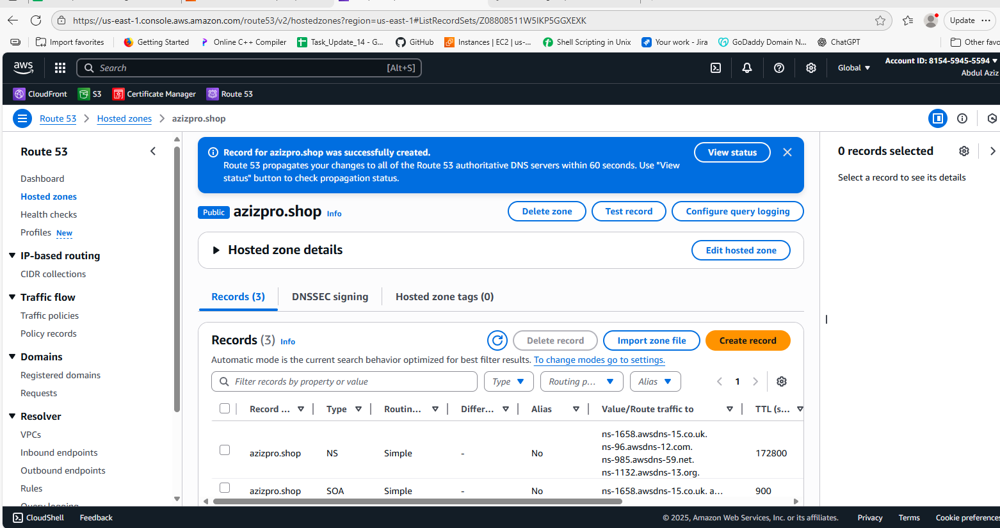 https://us-east-1.console.aws.amazon.com/route53/v2/hostedzones?region=us-east-1#ListRecordSets/Z08808511W5IKP5GGXEXK
Update
Import favorites
Getting Started
Online C++ Compiler
Task_Update_14 - G...
GitHub
Instances | EC2 | us-...
Shell Scripting in Unix
Your work - Jira
GoDaddy Domain N...
ChatGPT
Other favo
aws
Search
[Alt+S]
Global
Account ID: 8154-5945-5594
Abdul Aziz
CloudFront
S3
Certificate Manager
Route 53
Route 53
Hosted zones
azizpro.shop
Route 53
Dashboard
Hosted zones
Health checks
Profiles New
IP-based routing
CIDR collections
Traffic flow
Traffic policies
Policy records
Domains
Registered domains
Requests
Resolver
VPCs
Inbound endpoints
Outbound endpoints
Rules
Query logging
Record for azizpro.shop was successfully created.
Route 53 propagates your changes to all of the Route 53 authoritative DNS servers within 60 seconds. Use "View
status" button to check propagation status.
View status
Public azizpro.shop Info
Delete zone
Test record
Configure query logging
Hosted zone details
Edit hosted zone
Records (3)
DNSSEC signing
Hosted zone tags (0)
Records (3) Info
Delete record
Import zone file
Create record
Automatic mode is the current search behavior optimized for best filter results. To change modes go to settings.
Filter records by property or value
Type
Routing p...
Alias
1
Record ... Type Routin... Differ... Alias Value/Route traffic to TTL (s...
ns-1658.awsdns-15.co.uk.
ns-96.awsdns-12.com.
azizpro.shop NS Simple - No 172800
ns-985.awsdns-59.net.
ns-1132.awsdns-13.org.
azizpro.shop SOA Simple - No ns-1658.awsdns-15.co.uk. a... 900
0 records selected
Select a record to see its details
CloudShell
Feedback
© 2025, Amazon Web Services, Inc. or its affiliates.
Privacy
Terms
Cookie preferences